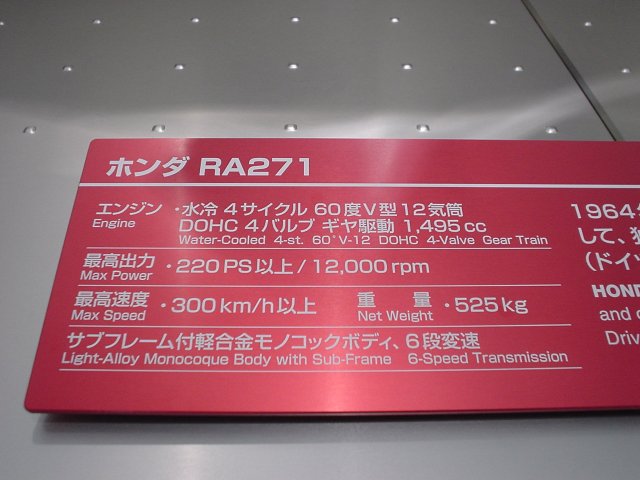 ホンダ RA271
エンジン ・水冷 4サイクル 60度V型 12気筒
Engine DOHC 4バルブ ギヤ駆動 1,495 cc
Water-Cooled 4-st. 60°V-12 DOHC 4-Valve Gear Train
最高出力 ・220 PS以上 / 12,000 rpm
Max Power
最高速度 ・300 km/h以上 重 量 ・525 kg
Max Speed Net Weight
サブフレーム付軽合金モノコックボディ、6段変速
Light-Alloy Monocoque Body with Sub-Frame 6-Speed Transmission
1964
して、
(ドイツ
HOND
and
Driv